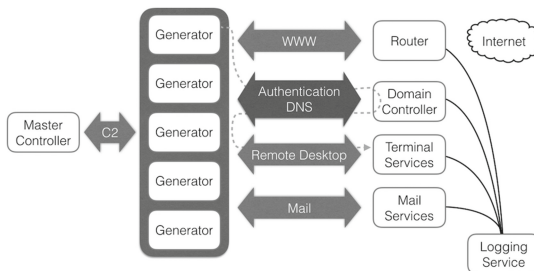 Generator
WWW
Router
Internet
Generator
Authentication
DNS
Domain
Controller
Master
Controller
C2
Generator
Remote Desktop
Terminal
Services
Generator
Mail
Mail
Services
Generator
Logging
Service